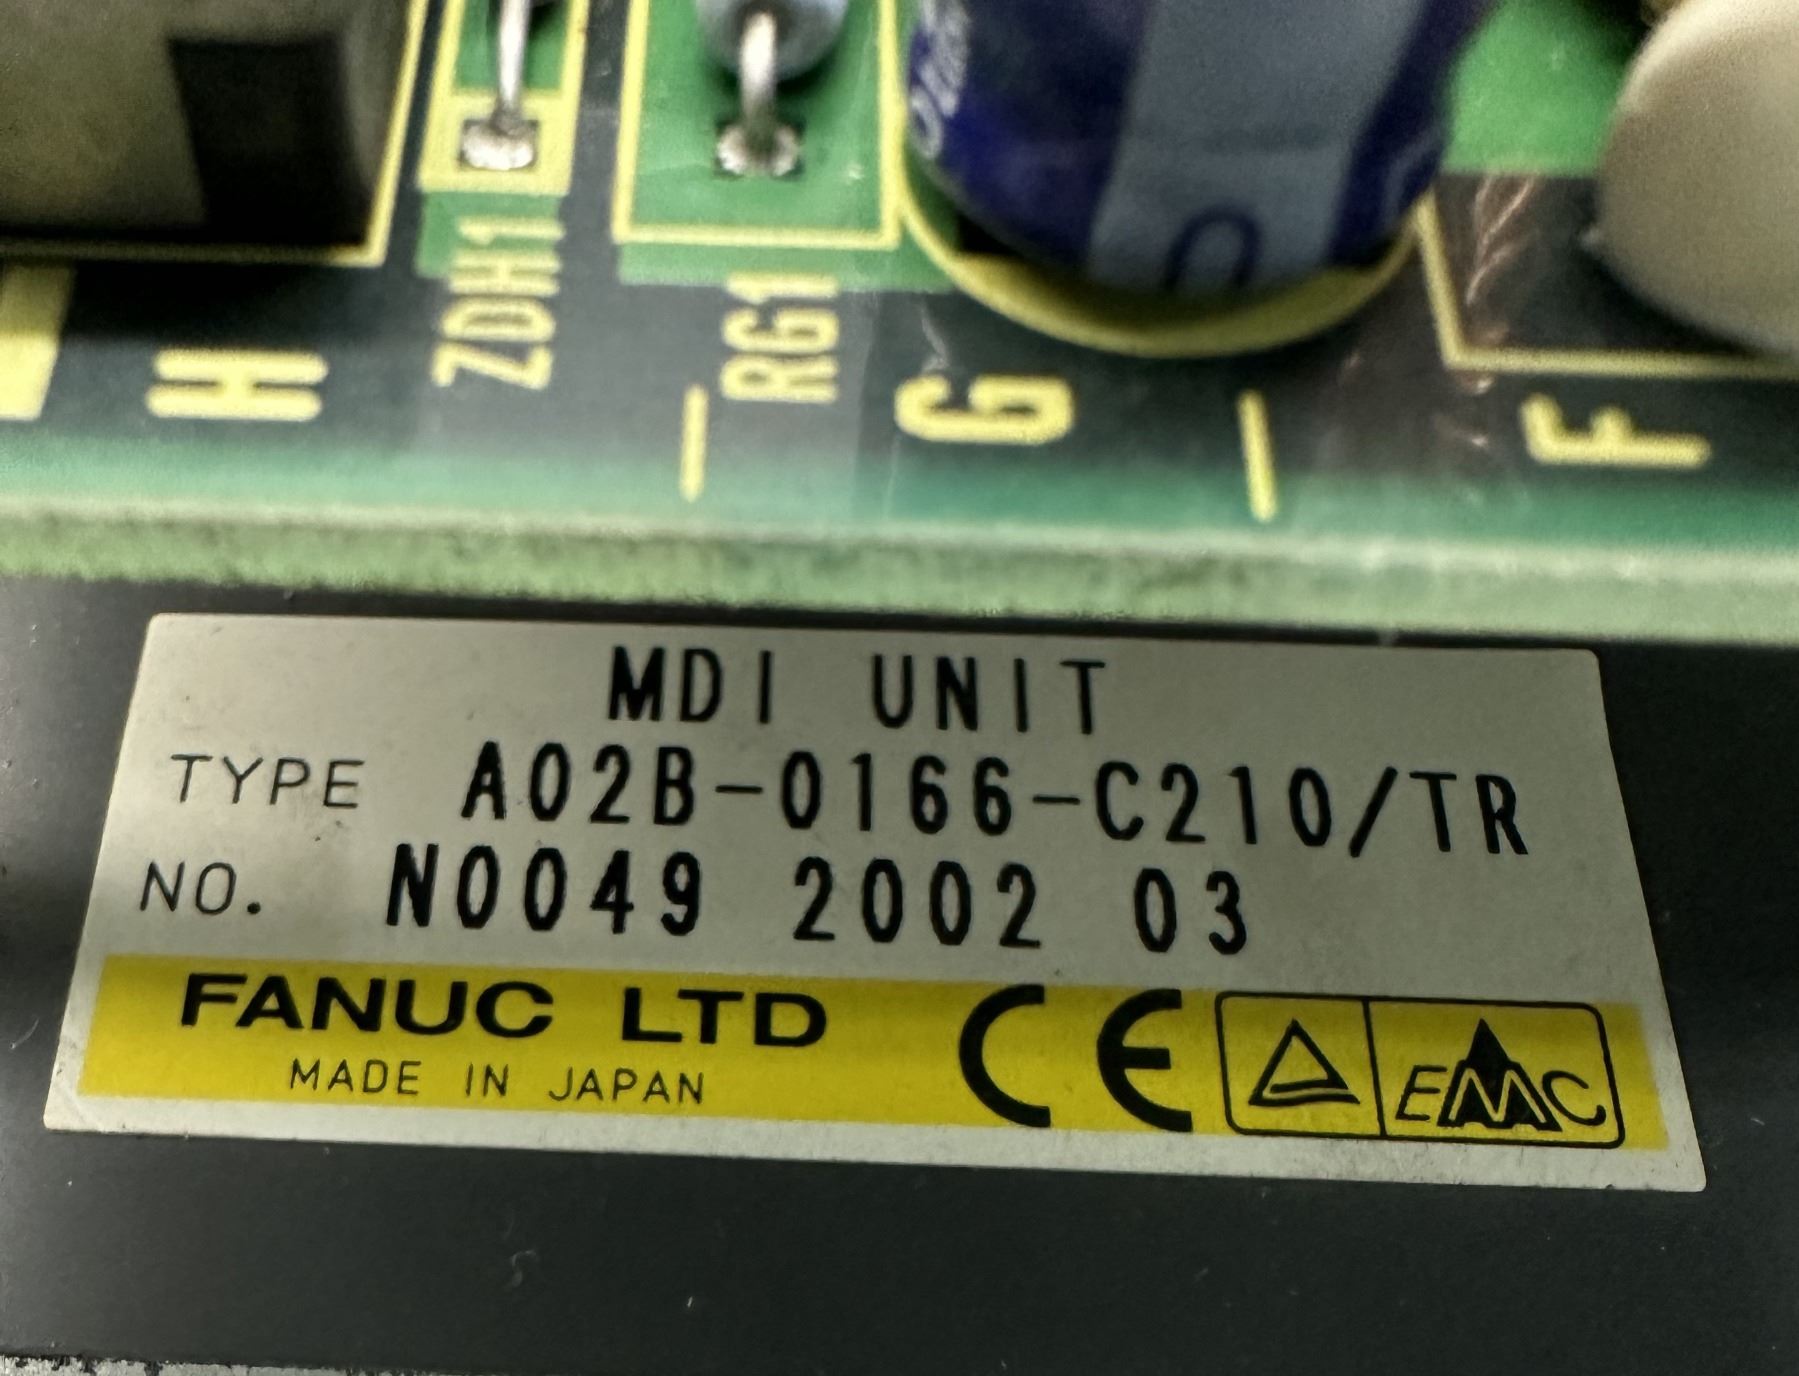 ZDH1
RG1
H
G
F
MDI UNIT
TYPE A02B-0166-C210/TR
NO. N0049 2002 03
FANUC LTD
MADE IN JAPAN
CE
EMC